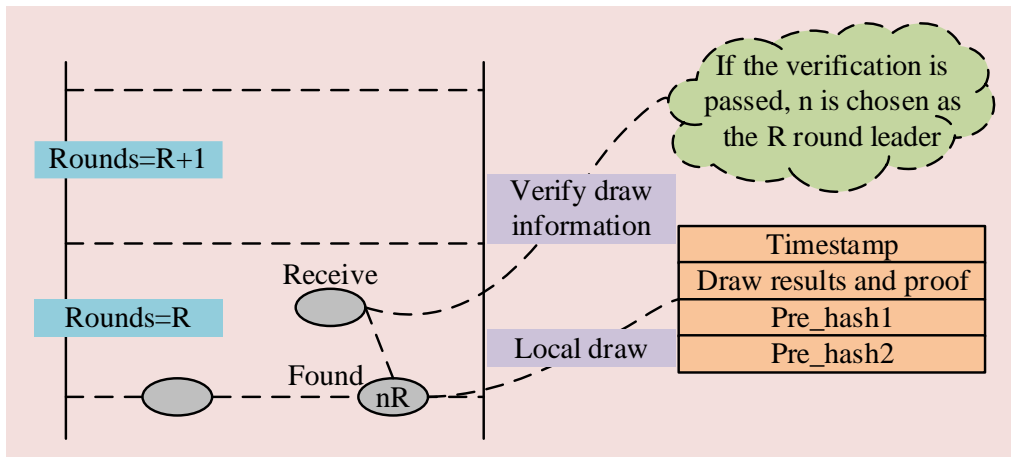 If the verification is
passed, n is chosen as
the R round leader
Rounds=R+1
Verify draw
information
Timestamp
Draw results and proof
Pre_hash1
Pre_hash2
Receive
Rounds=R
Local draw
Found
nR